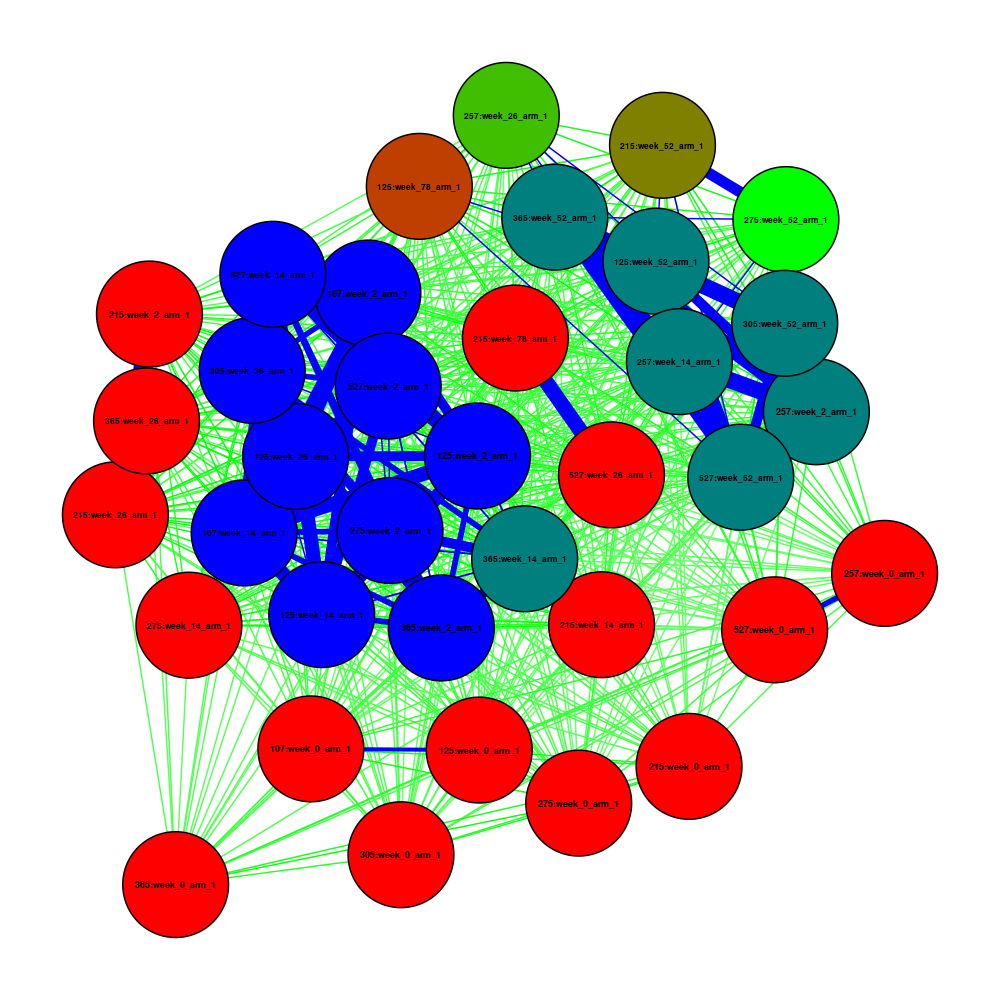 257:week_26_arm_1
215:week_52_arm_1
125:week_78_arm_1
365:week_52_arm_1
275:week_52_arm_1
125:week_52_arm_1
527:week_14_arm_1
107:week_2_arm_1
215:week_2_arm_1
305:week_52_arm_1
215:week_78_arm_1
257:week_14_arm_1
305:week_26_arm_1
527:week_2_arm_1
257:week_2_arm_1
365:week_26_arm_1
125:week_26_arm_1
125:week_2_arm_1
527:week_26_arm_1
527:week_52_arm_1
215:week_26_arm_1
107:week_14_arm_1
275:week_2_arm_1
365:week_14_arm_1
257:week_0_arm_1
125:week_14_arm_1
275:week_14_arm_1
365:week_2_arm_1
215:week_14_arm_1
527:week_0_arm_1
107:week_0_arm_1
125:week_0_arm_1
215:week_0_arm_1
275:week_0_arm_1
305:week_0_arm_1
365:week_0_arm_1